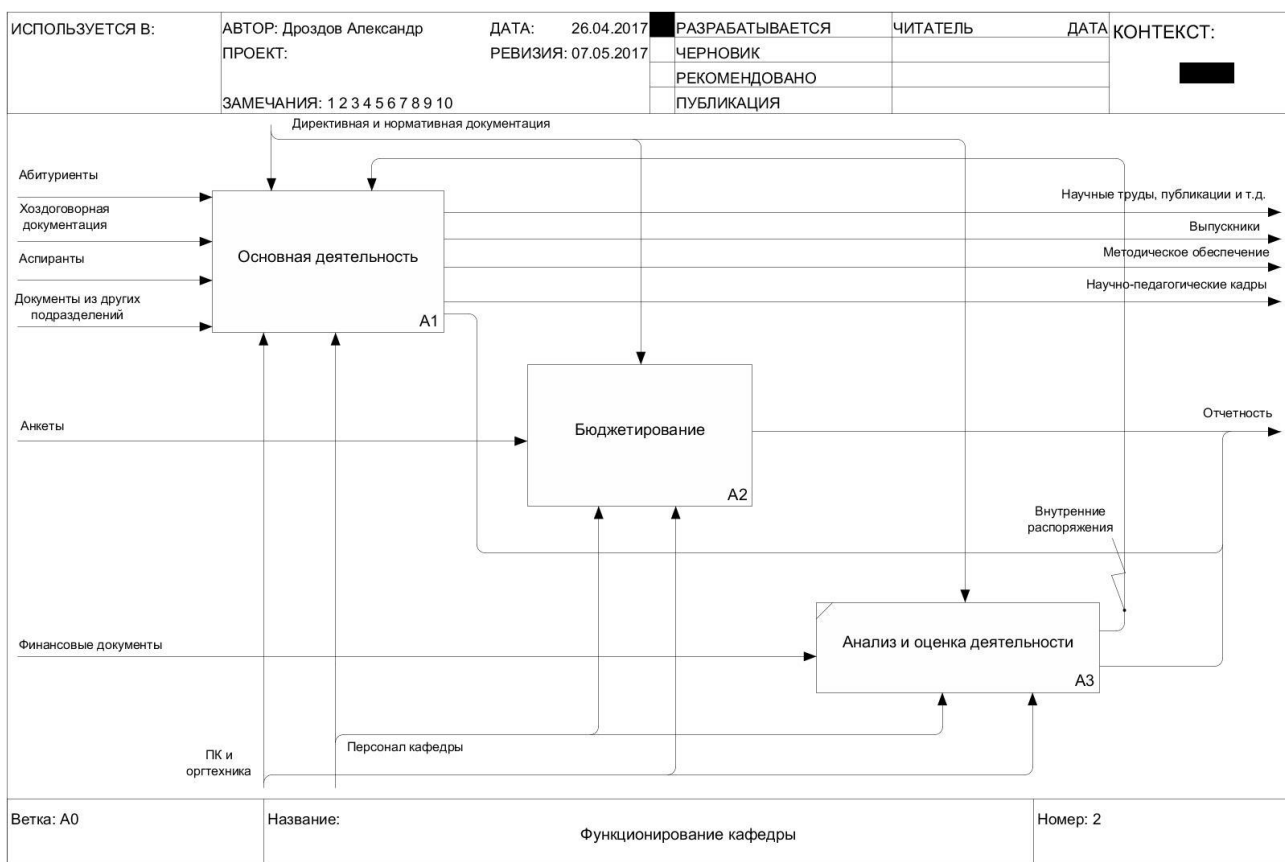 ИСПОЛЬЗУЕТСЯ В:
АВТОР: Дроздов Александр
ДАТА: 26.04.2017
ПРОЕКТ:
РЕВИЗИЯ: 07.05.2017
ЗАМЕЧАНИЯ: 1 2 3 4 5 6 7 8 9 10
РАЗРАБАТЫВАЕТСЯ
ЧЕРНОВИК
РЕКОМЕНДОВАНО
ПУБЛИКАЦИЯ
ЧИТАТЕЛЬ
ДАТА
КОНТЕКСТ:
Директивная и нормативная документация
Абитуриенты
Хоздоговорная
документация
Аспиранты
Документы из других
подразделений
Основная деятельность
A1
Научные труды, публикации и т.д.
Выпускники
Методическое обеспечение
Научно-педагогические кадры
Анкеты
Бюджетирование
A2
Отчетность
Внутренние
распоряжения
Финансовые документы
Анализ и оценка деятельности
A3
Персонал кафедры
ПК и
оргтехника
Ветка: A0
Название:
Функционирование кафедры
Номер: 2